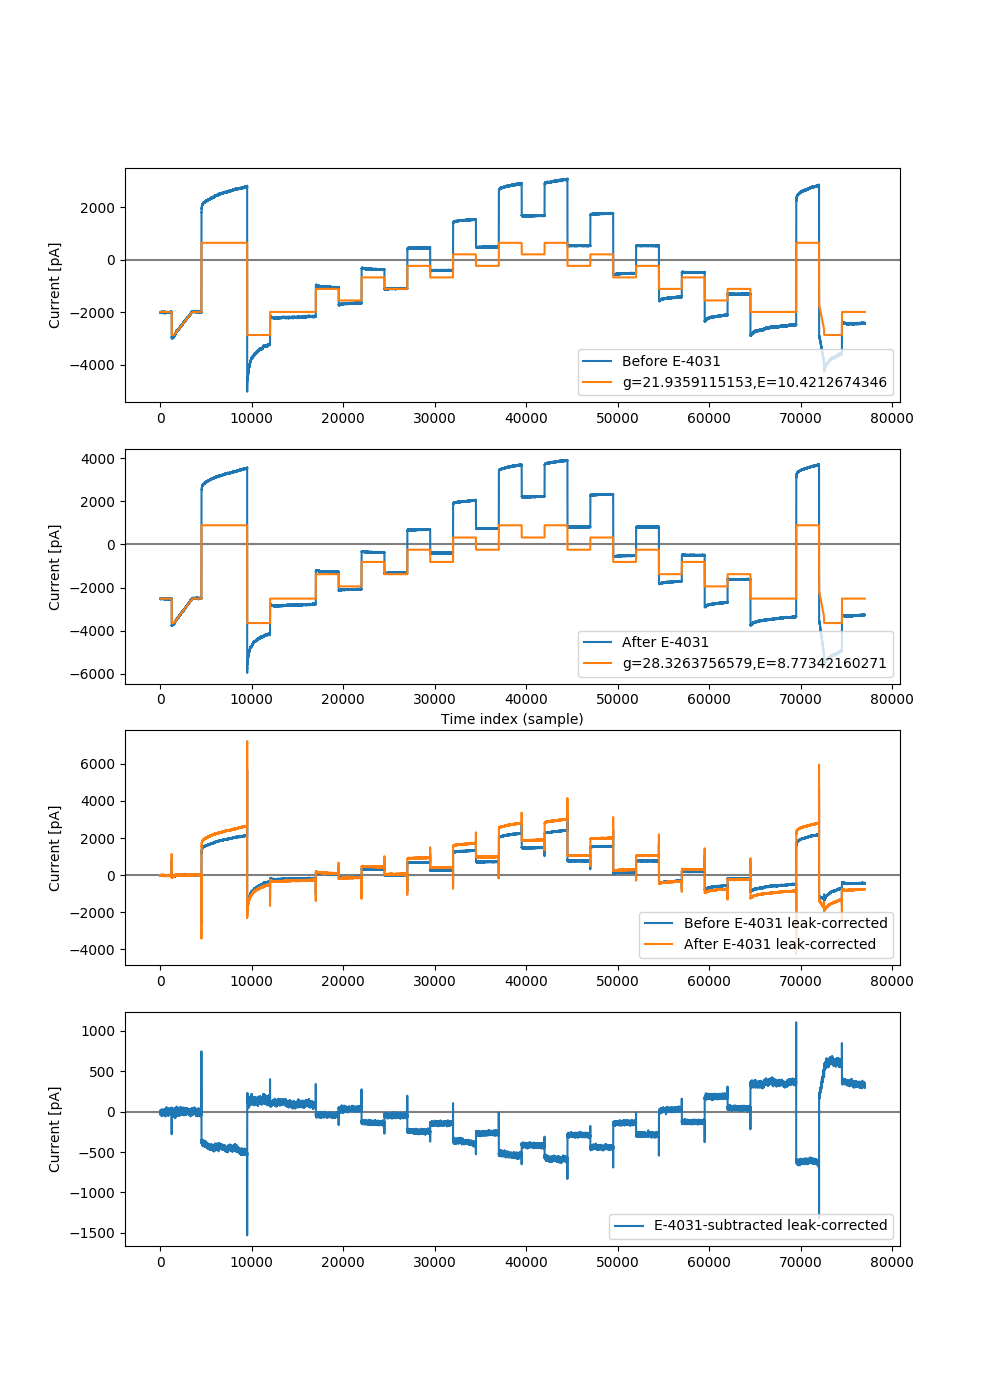 2000
0
−2000
−4000
Current [pA]
Before E-4031
g=21.9359115153,E=10.4212674346
0 10000 20000 30000 40000 50000 60000 70000 80000
4000
2000
0
−2000
−4000
−6000
Current [pA]
After E-4031
g=28.3263756579,E=8.77342160271
0 10000 20000 30000 40000 50000 60000 70000 80000
Time index (sample)
6000
4000
2000
0
−2000
−4000
Current [pA]
Before E-4031 leak-corrected
After E-4031 leak-corrected
0 10000 20000 30000 40000 50000 60000 70000 80000
1000
500
0
−500
−1000
−1500
Current [pA]
E-4031-subtracted leak-corrected
0 10000 20000 30000 40000 50000 60000 70000 80000